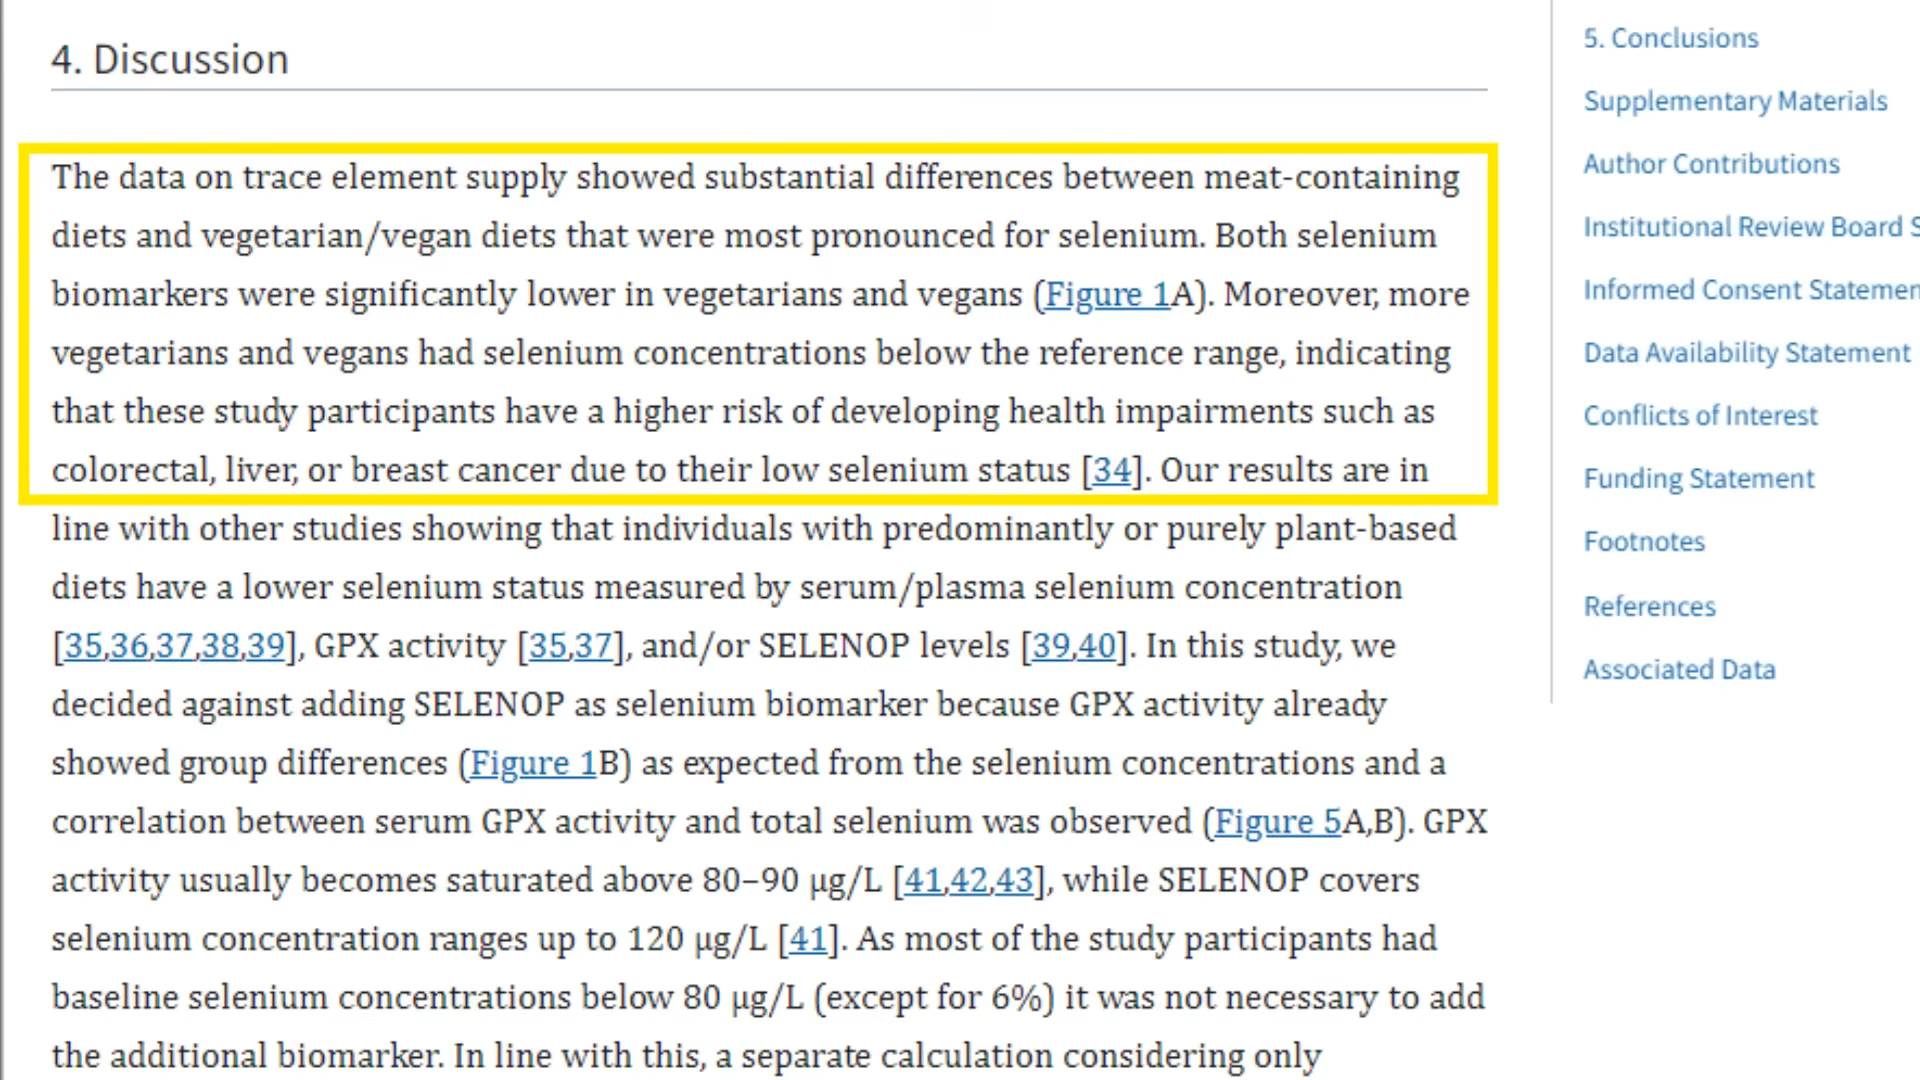 4. Discussion
The data on trace element supply showed substantial differences between meat-containing
diets and vegetarian/vegan diets that were most pronounced for selenium. Both selenium
biomarkers were significantly lower in vegetarians and vegans (Figure 1A). Moreover, more
vegetarians and vegans had selenium concentrations below the reference range, indicating
that these study participants have a higher risk of developing health impairments such as
colorectal, liver, or breast cancer due to their low selenium status [34]. Our results are in
line with other studies showing that individuals with predominantly or purely plant-based
diets have a lower selenium status measured by serum/plasma selenium concentration
[35,36,37,38,39], GPX activity [35,37], and/or SELENOP levels [39,40]. In this study, we
decided against adding SELENOP as selenium biomarker because GPX activity already
showed group differences (Figure 1B) as expected from the selenium concentrations and a
correlation between serum GPX activity and total selenium was observed (Figure 5A,B). GPX
activity usually becomes saturated above 80–90 µg/L [41,42,43], while SELENOP covers
selenium concentration ranges up to 120 µg/L [41]. As most of the study participants had
baseline selenium concentrations below 80 µg/L (except for 6%) it was not necessary to add
the additional biomarker. In line with this, a separate calculation considering only
5. Conclusions
Supplementary Materials
Author Contributions
Institutional Review Board S
Informed Consent Statemen
Data Availability Statement
Conflicts of Interest
Funding Statement
Footnotes
References
Associated Data